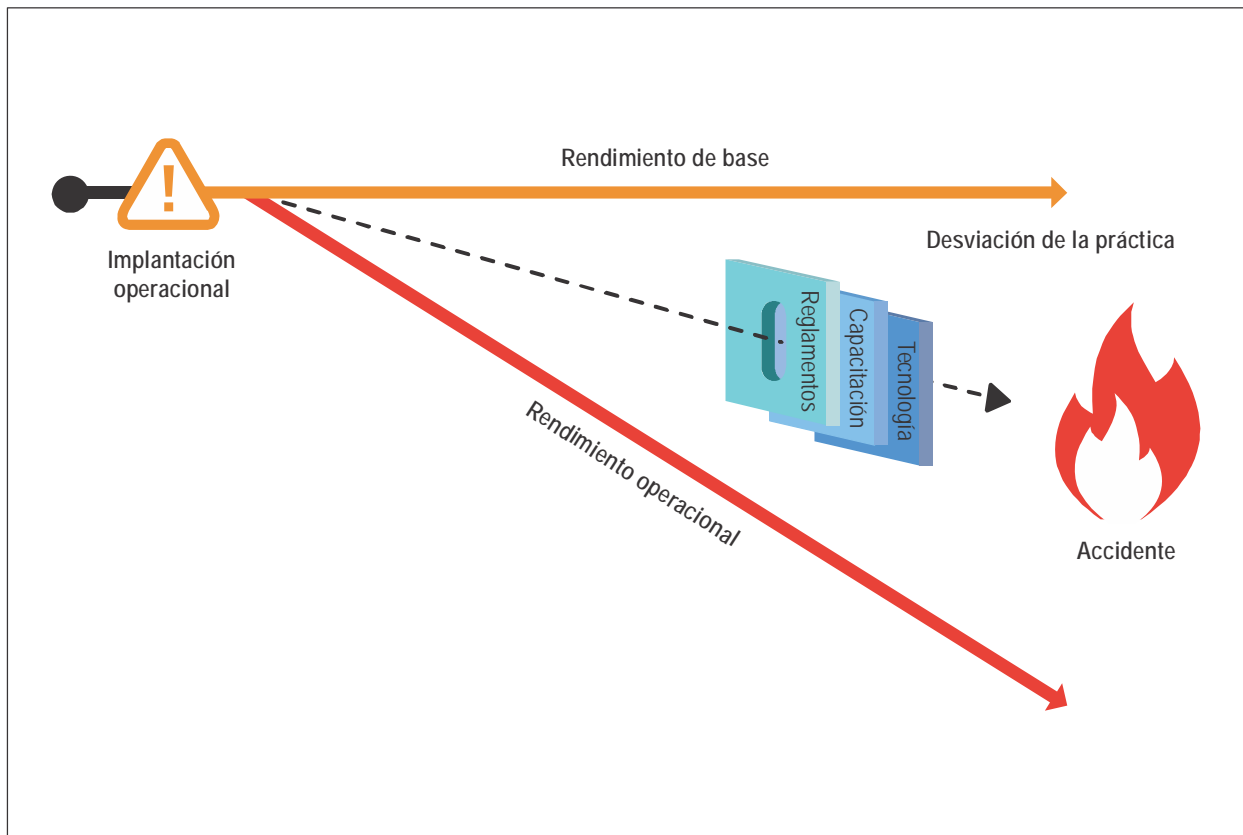 Rendimiento de base
Desviación de la práctica
Implantación
operacional
Reglamentos
Capacitación
Tecnología
Rendimiento operacional
Accidente